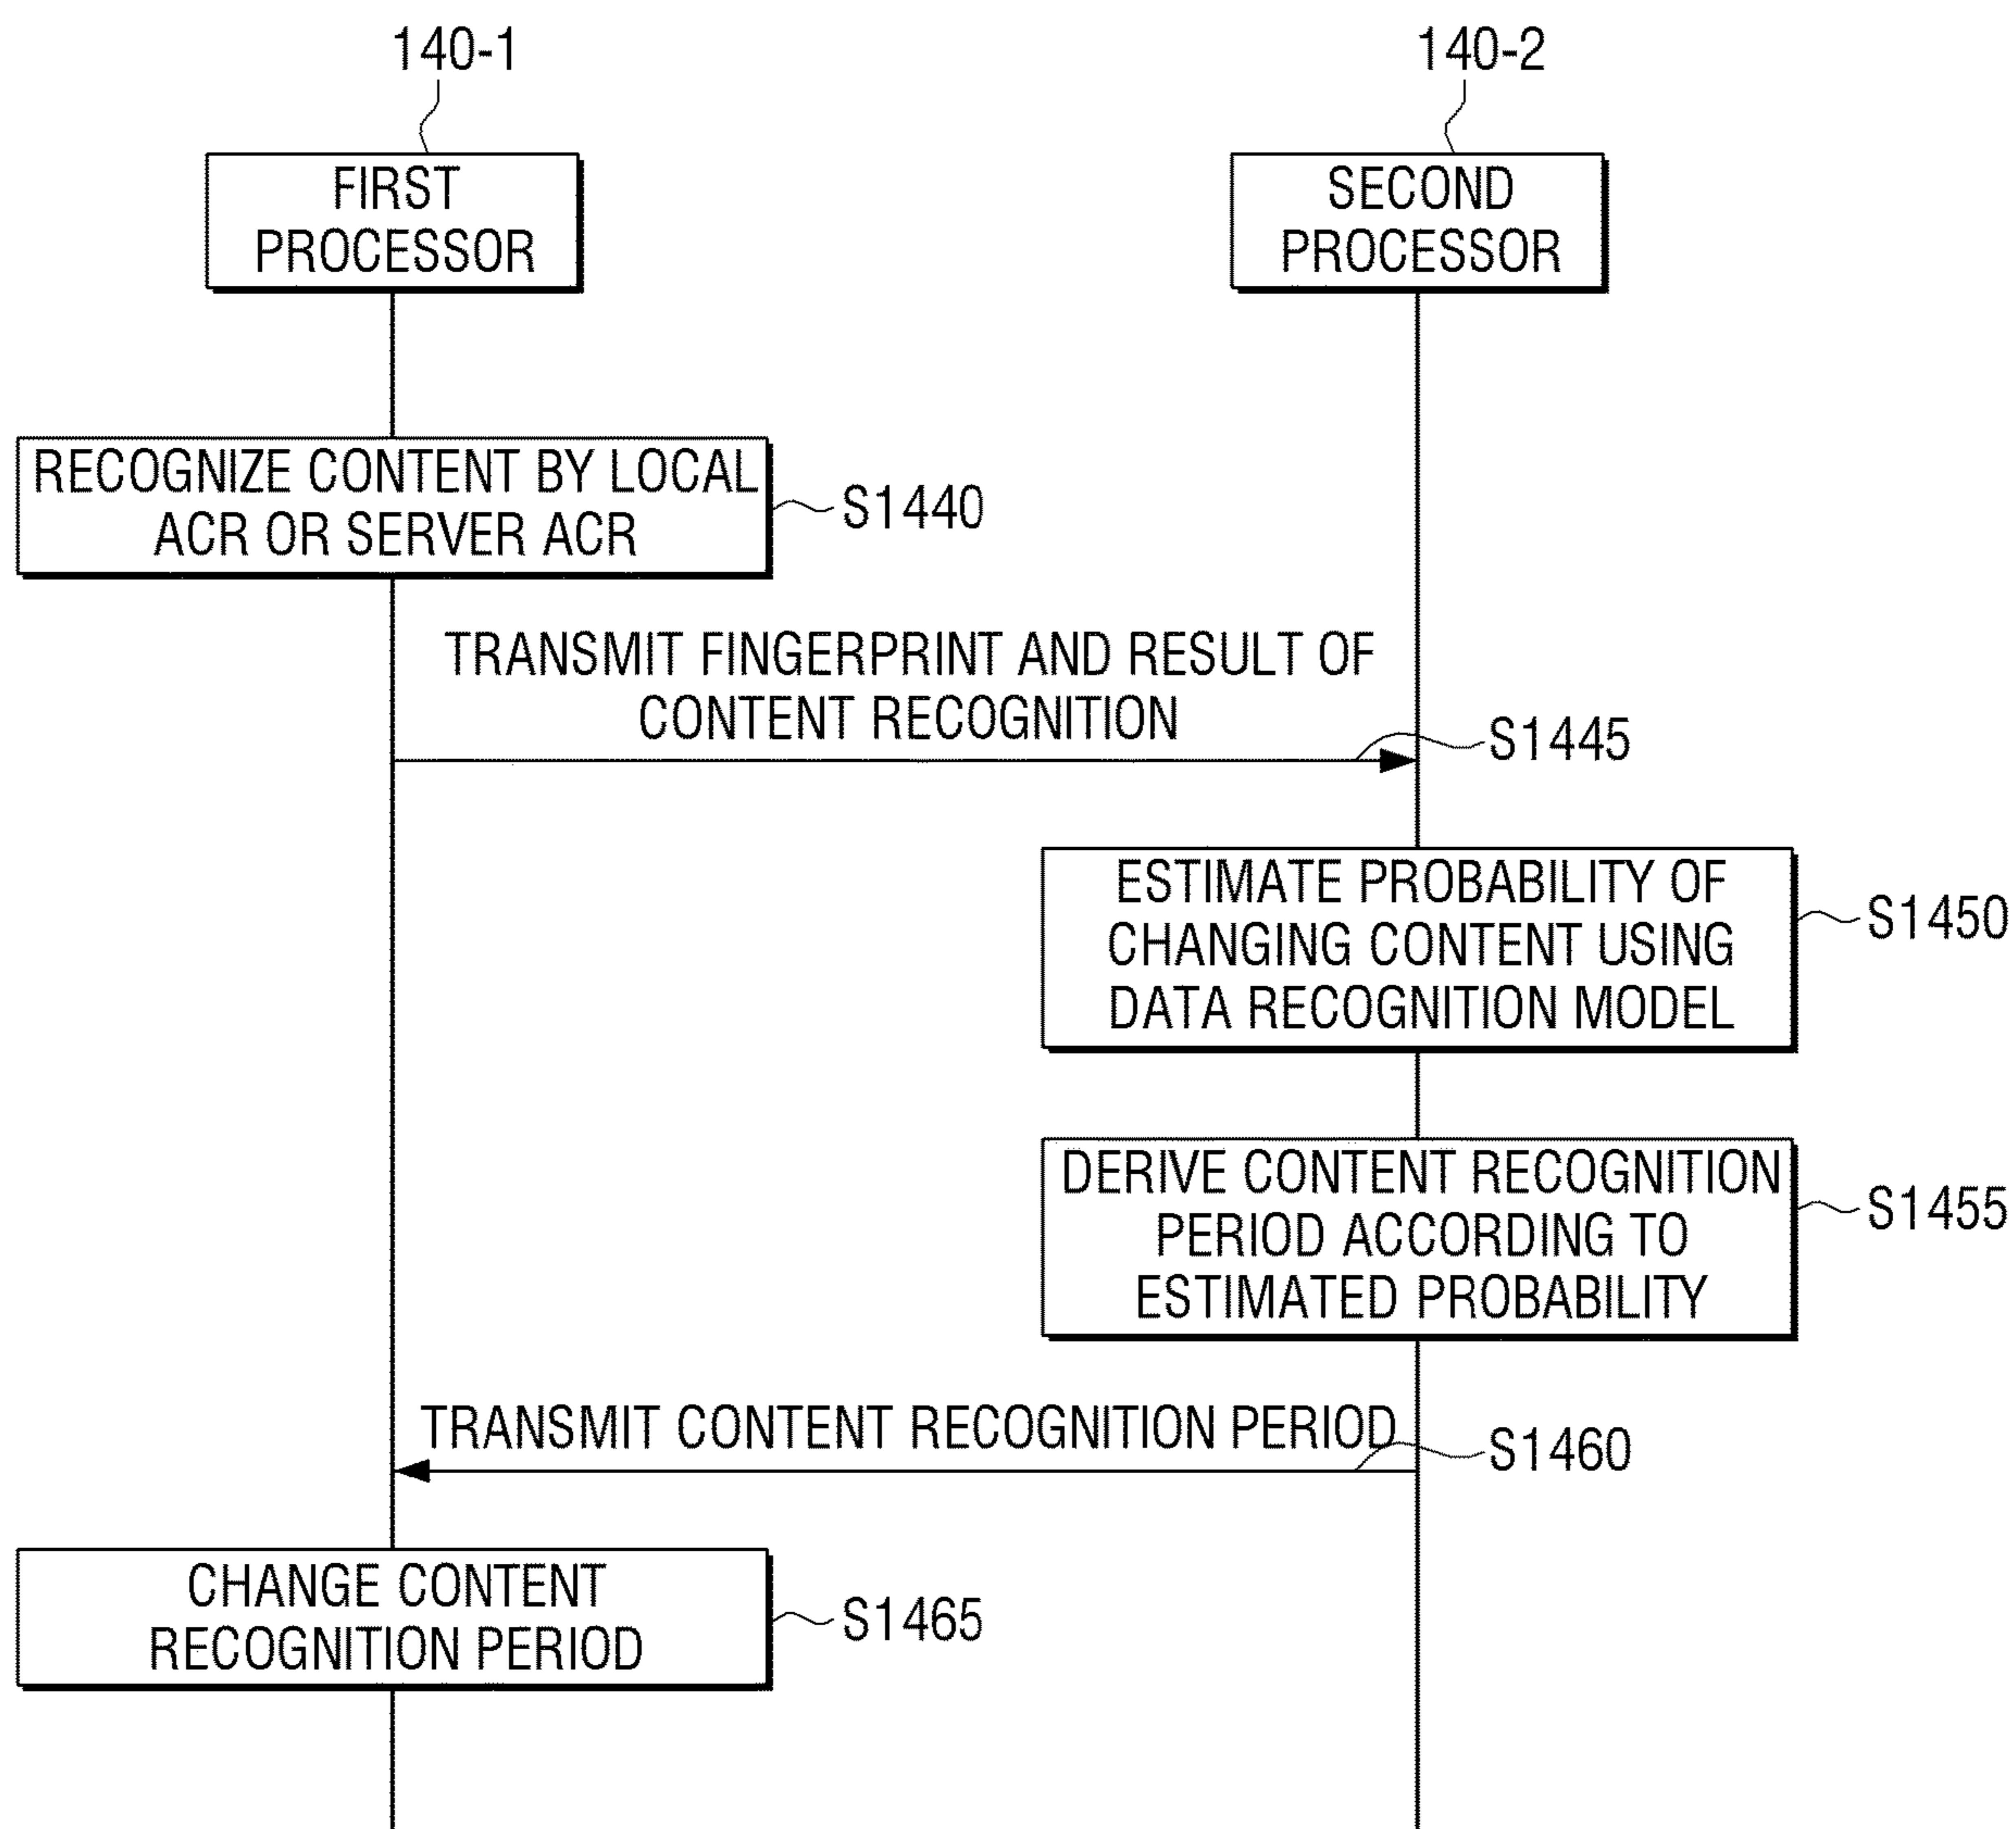 140-1
140-2
FIRST
PROCESSOR
SECOND
PROCESSOR
RECOGNIZE CONTENT BY LOCAL
ACR OR SERVER ACR
S1440
TRANSMIT FINGERPRINT AND RESULT OF
CONTENT RECOGNITION
S1445
ESTIMATE PROBABILITY OF
CHANGING CONTENT USING
DATA RECOGNITION MODEL
S1450
DERIVE CONTENT RECOGNITION
PERIOD ACCORDING TO
ESTIMATED PROBABILITY
S1455
TRANSMIT CONTENT RECOGNITION PERIOD
S1460
CHANGE CONTENT
RECOGNITION PERIOD
S1465